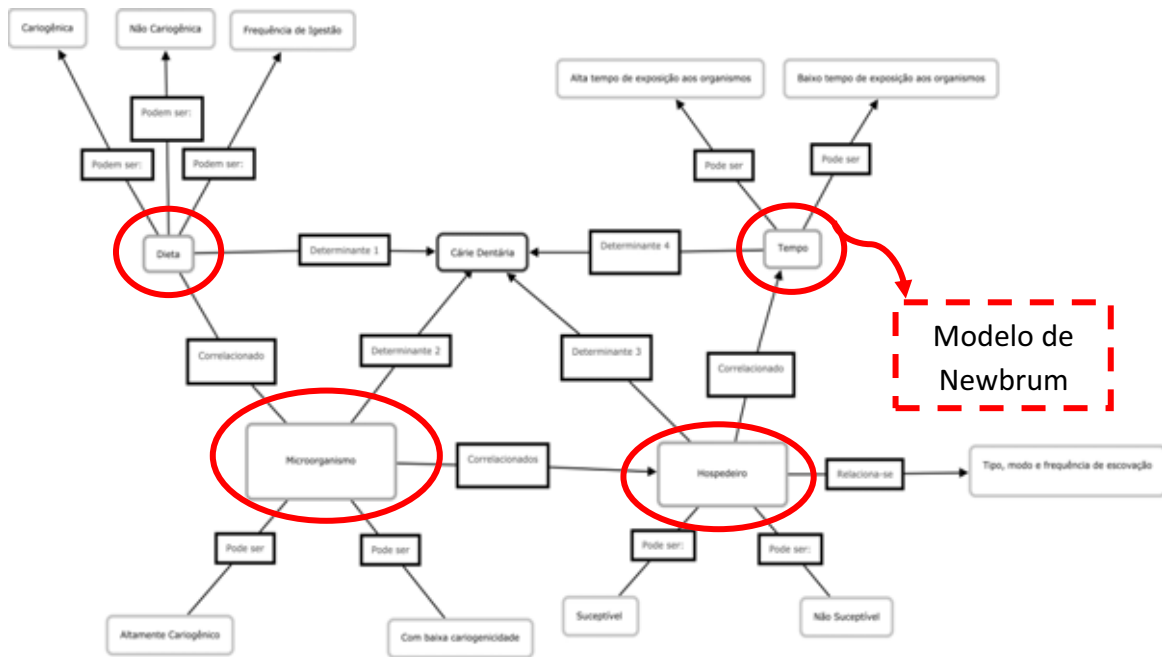 Cariogênica
Não Cariogênica
Frequência de Igestão
Alta tempo de exposição aos organismos
Baixo tempo de exposição aos organismos
Podem ser:
Podem ser:
Podem ser:
Pode ser
Pode ser
Dieta
Determinante 1
Cárie Dentária
Determinante 4
Tempo
Modelo de
Newbrum
Correlacionado
Determinante 2
Determinante 3
Correlacionado
Microorganismo
Correlacionados
Hospedeiro
Relaciona-se
Tipo, modo e frequência de escovação
Pode ser
Pode ser
Pode ser:
Pode ser:
Altamente Cariogênico
Com baixa cariogenicidade
Suceptível
Não Suceptível